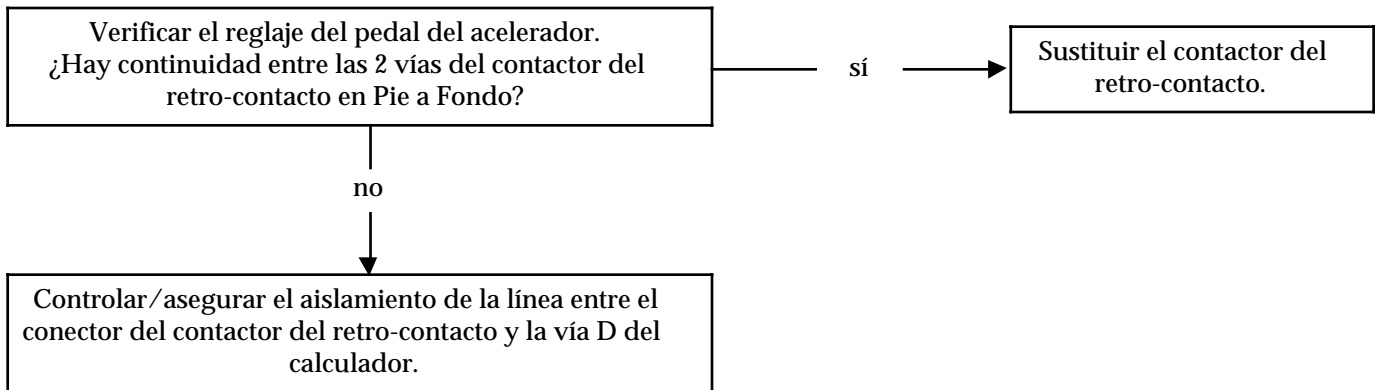 Verificar el reglaje del pedal del acelerador.
¿Hay continuidad entre las 2 vías del contactor del
retro-contacto en Pie a Fondo?
sí
Sustituir el contactor del
retro-contacto.
no
Controlar/asegurar el aislamiento de la línea entre el
conector del contactor del retro-contacto y la vía D del
calculador.